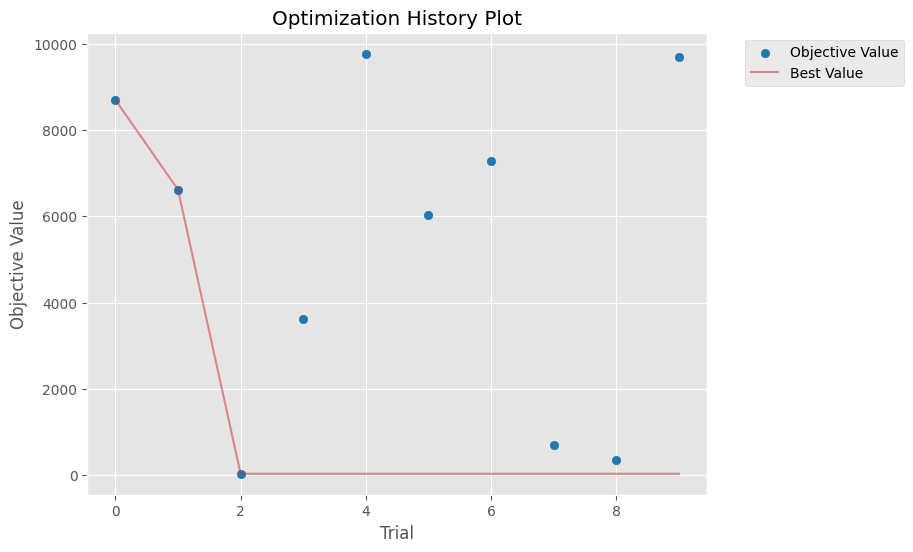 Optimization History Plot
Objective Value
Best Value
10000
8000
6000
4000
2000
0
Objective Value
0 2 4 6 8
Trial